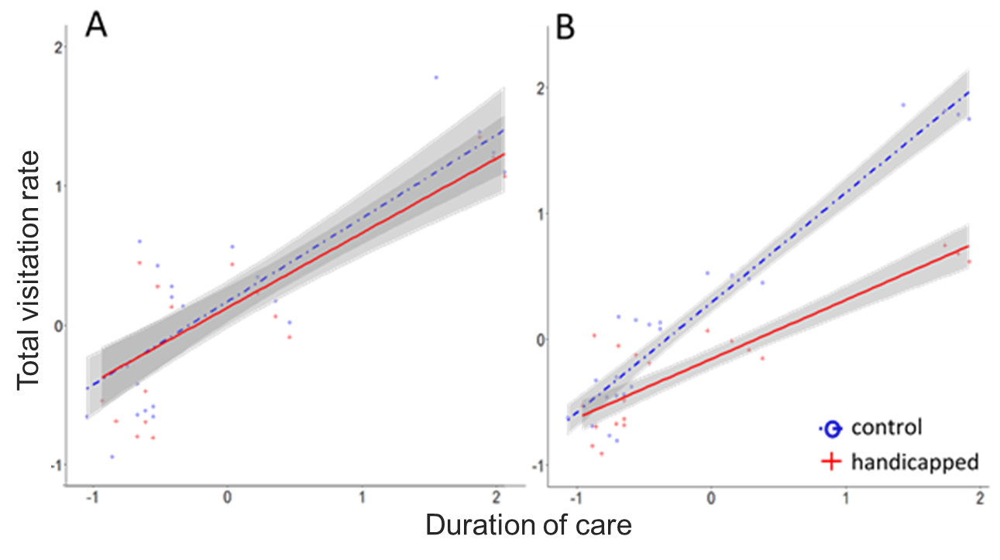 A
B
Total visitation rate
2
1
0
-1
2
1
0
-1
-1 0 1 2
-1 0 1 2
control
handicapped
Duration of care